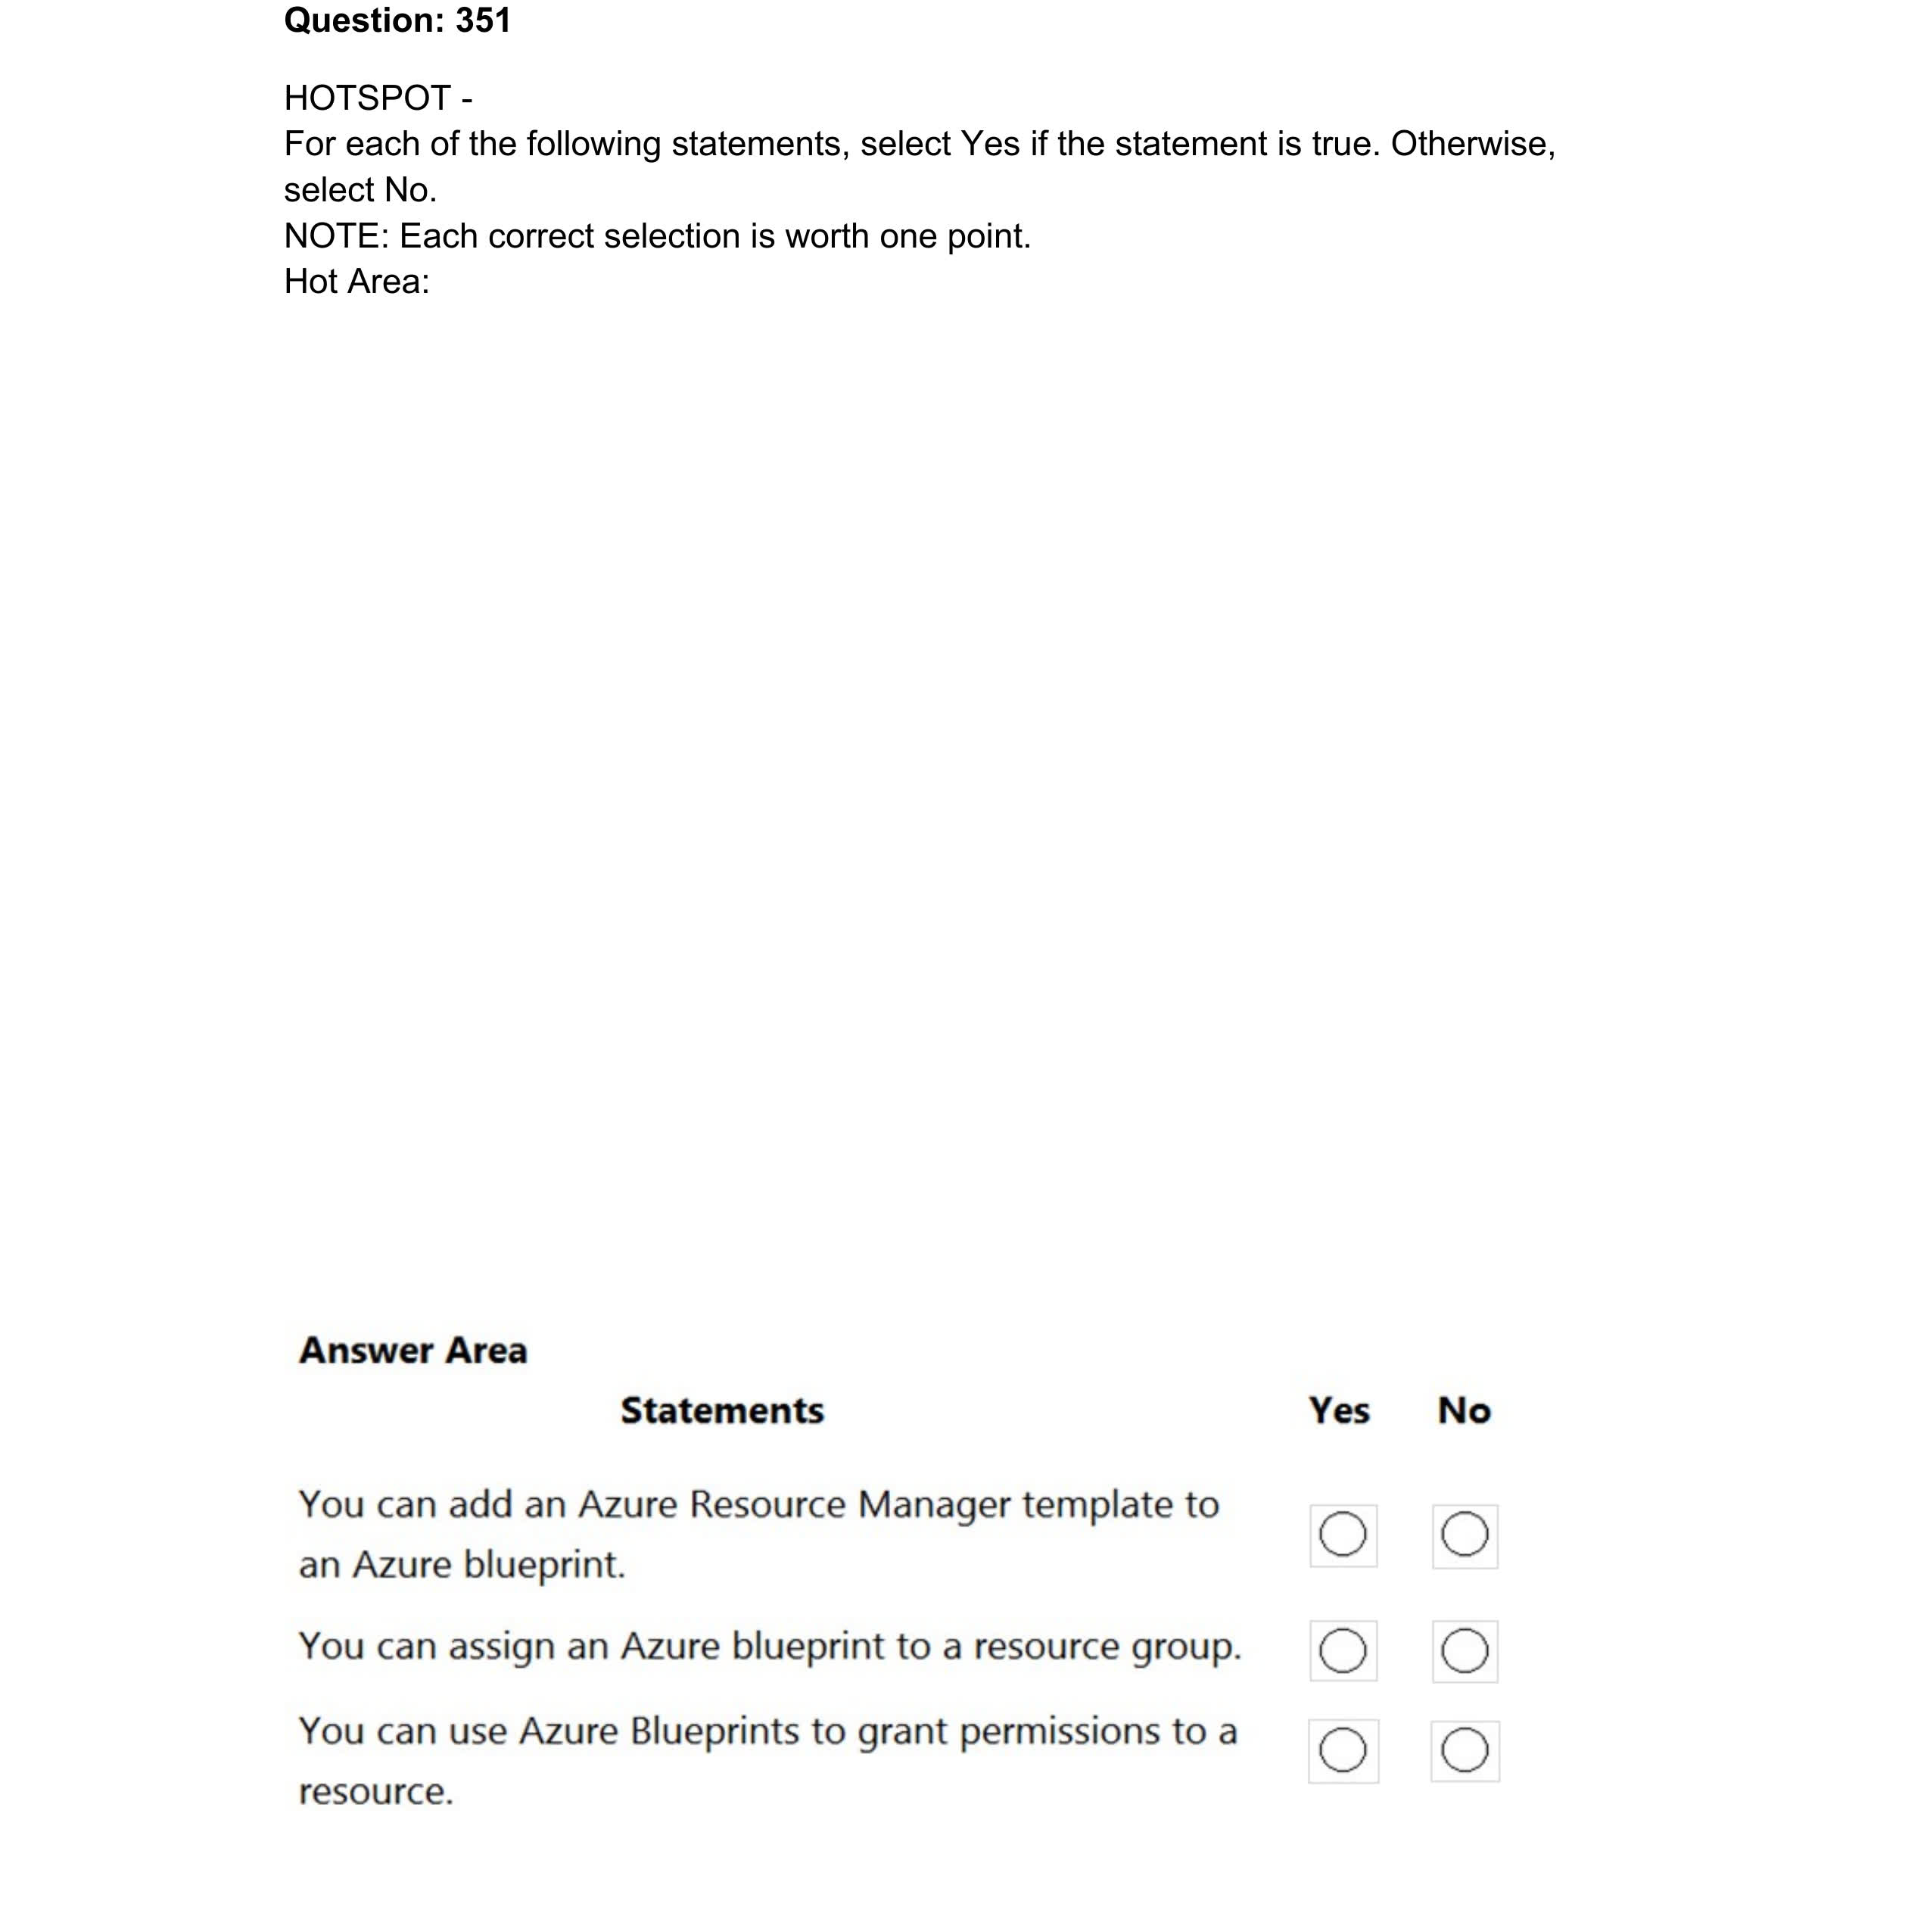 Question: 351
HOTSPOT -
For each of the following statements, select Yes if the statement is true. Otherwise,
select No.
NOTE: Each correct selection is worth one point.
Hot Area:
Answer Area
Statements Yes No
You can add an Azure Resource Manager template to
an Azure blueprint.
You can assign an Azure blueprint to a resource group.
You can use Azure Blueprints to grant permissions to a
resource.